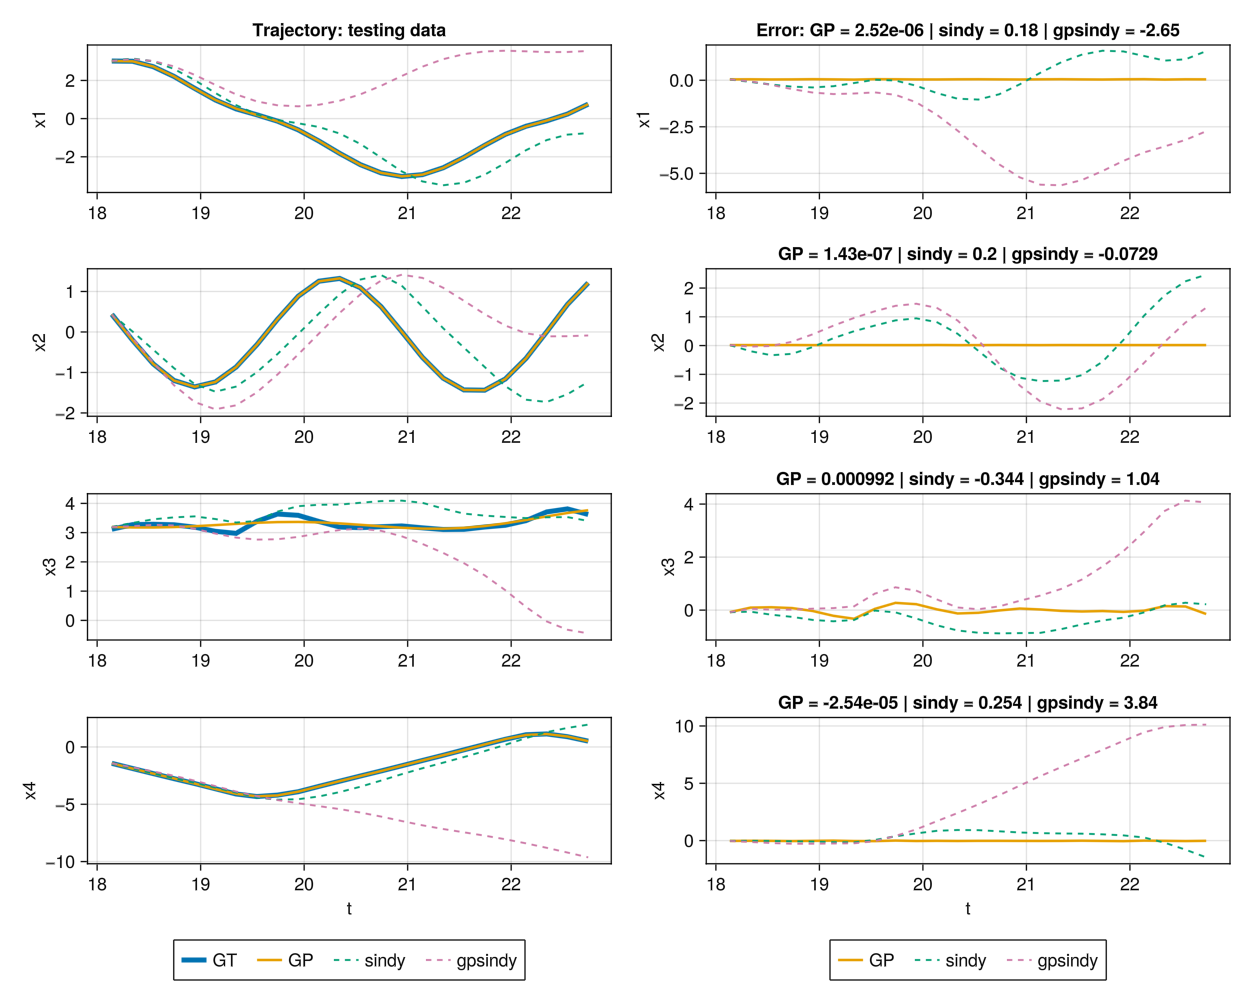 Trajectory: testing data
x1
2
0
−2
18 19 20 21 22
Error: GP = 2.52e-06 | sindy = 0.18 | gpsindy = -2.65
x1
0.0
−2.5
−5.0
18 19 20 21 22
x2
1
0
−1
−2
18 19 20 21 22
GP = 1.43e-07 | sindy = 0.2 | gpsindy = -0.0729
x2
2
1
0
−1
−2
18 19 20 21 22
x3
4
3
2
1
0
18 19 20 21 22
GP = 0.000992 | sindy = -0.344 | gpsindy = 1.04
x3
4
2
0
18 19 20 21 22
x4
0
−5
−10
18 19 20 21 22
t
GP = -2.54e-05 | sindy = 0.254 | gpsindy = 3.84
x4
10
5
0
18 19 20 21 22
t
GT GP sindy gpsindy
GP sindy gpsindy